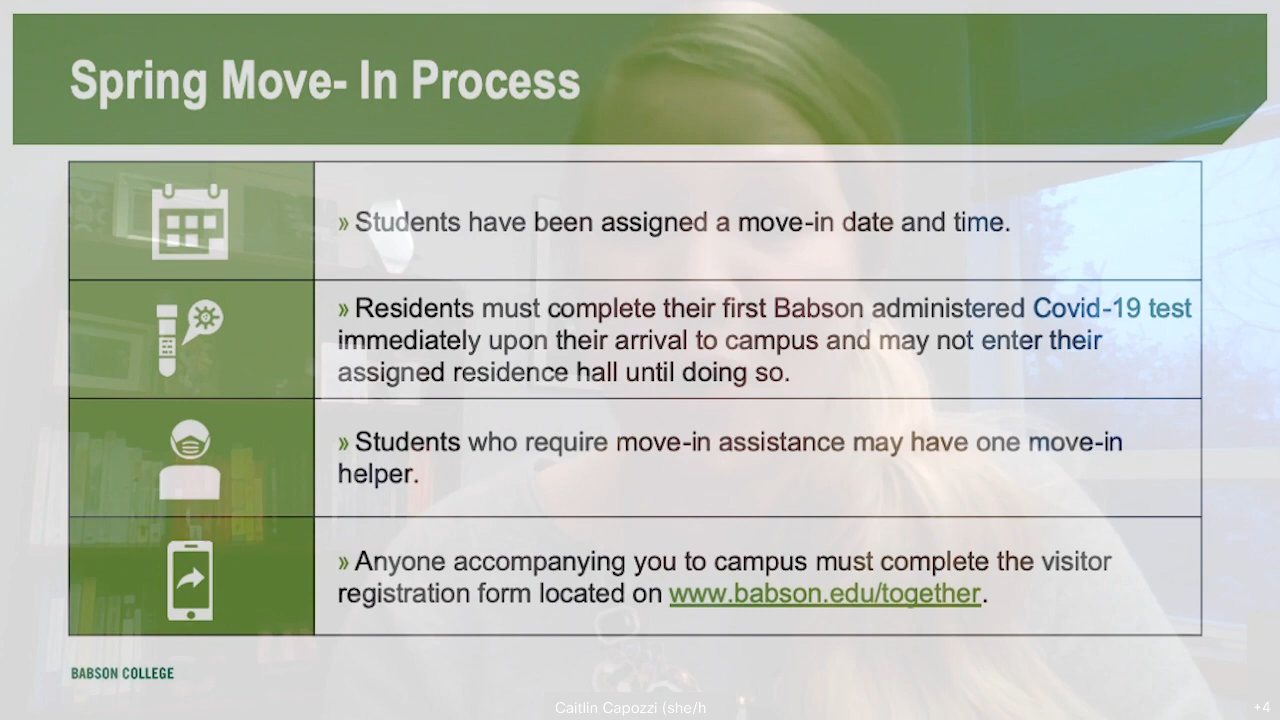 Spring Move- In Process
» Students have been assigned a move-in date and time.
» Residents must complete their first Babson administered Covid-19 test
immediately upon their arrival to campus and may not enter their
assigned residence hall until doing so.
» Students who require move-in assistance may have one move-in
helper.
» Anyone accompanying you to campus must complete the visitor
registration form located on www.babson.edu/together.
BABSON COLLEGE
Caitlin Capozzi (she/h
+4